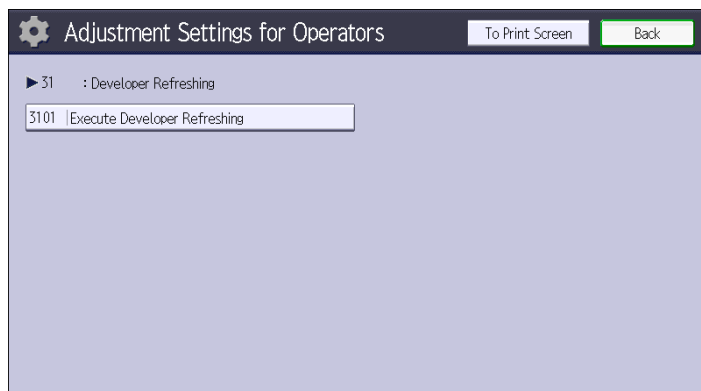 Adjustment Settings for Operators
To Print Screen
Back
▶31 : Developer Refreshing
3101 Execute Developer Refreshing